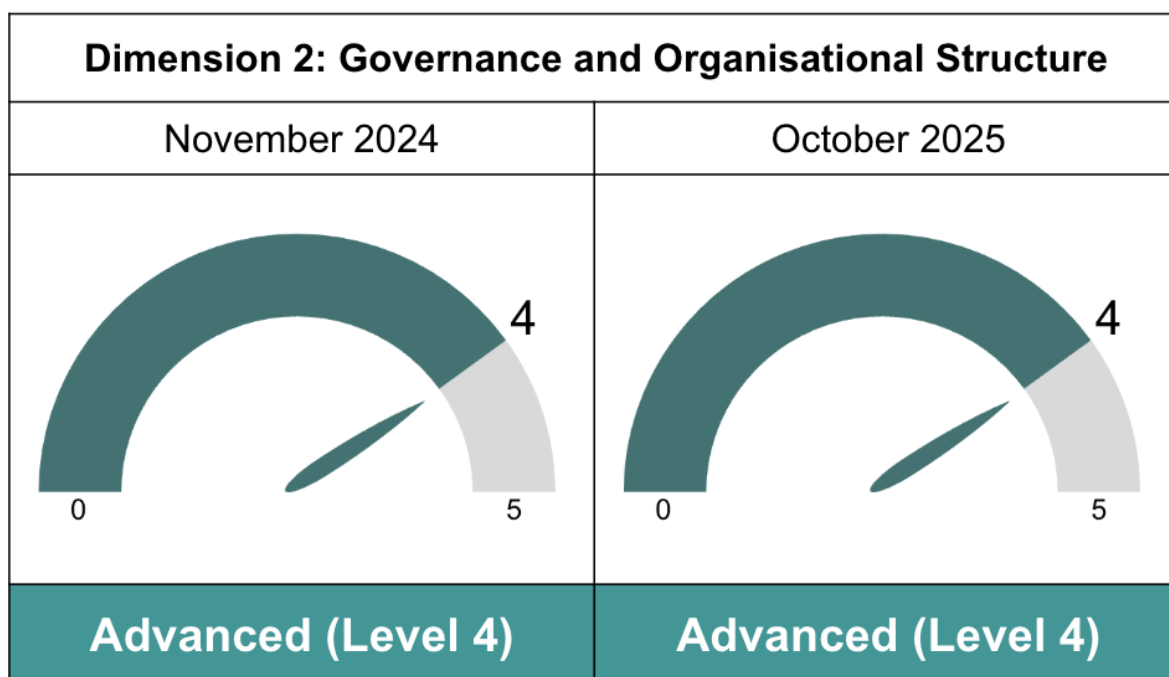 Dimension 2: Governance and Organisational Structure
November 2024
October 2025
4
0
5
4
0
5
Advanced (Level 4)
Advanced (Level 4)